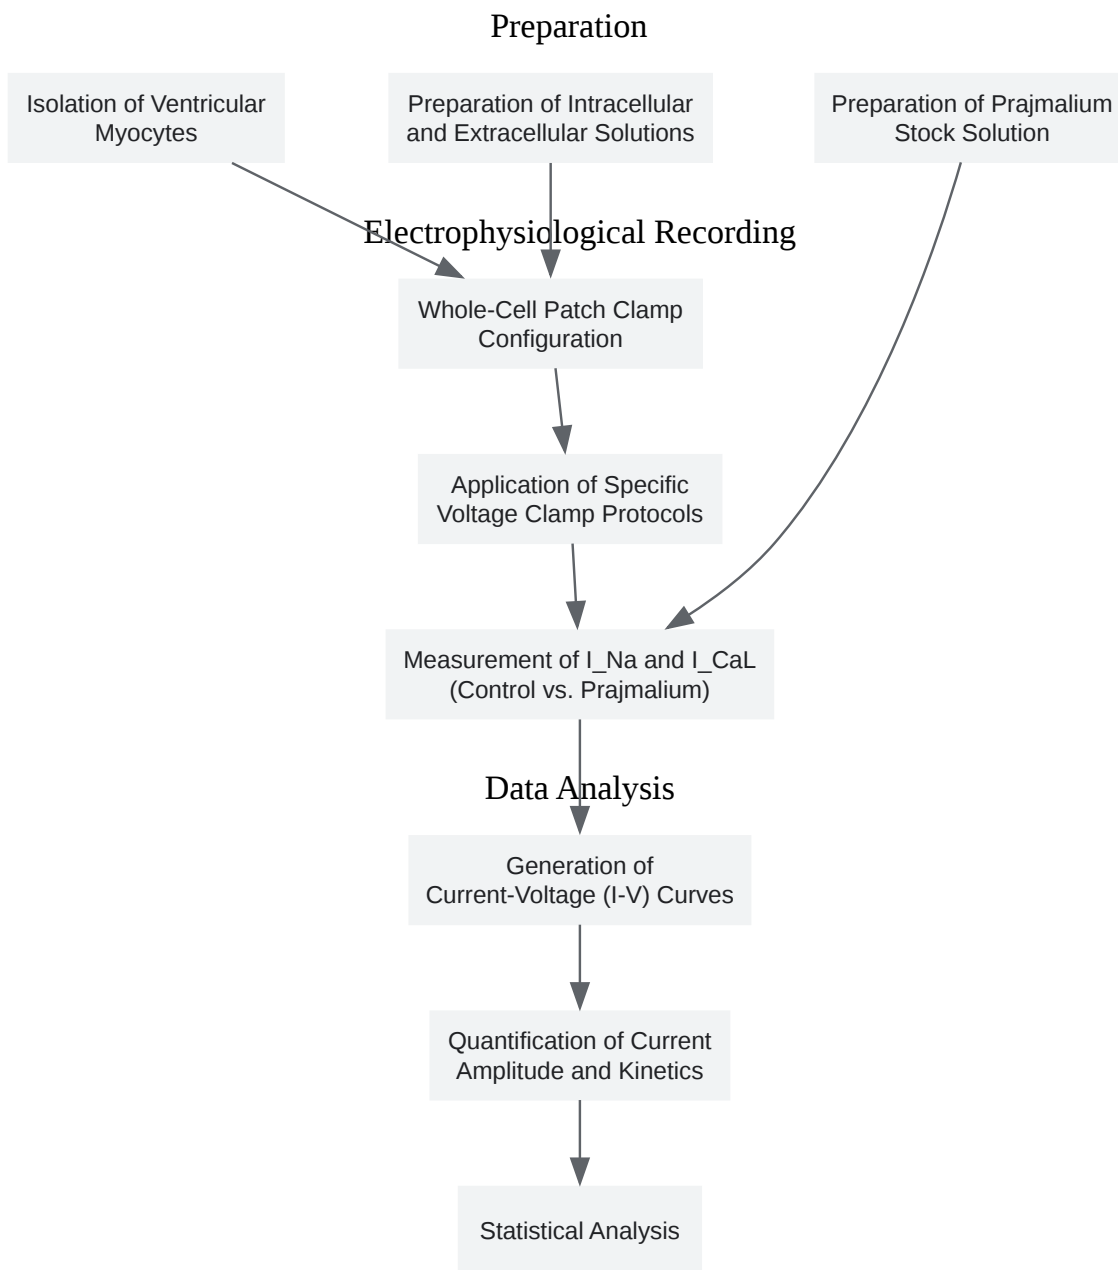 Preparation
Isolation of Ventricular
Myocytes
Preparation of Intracellular
and Extracellular Solutions
Preparation of Prajmalium
Stock Solution
Electrophysiological Recording
Whole-Cell Patch Clamp
Configuration
Application of Specific
Voltage Clamp Protocols
Measurement of I_Na and I_CaL
(Control vs. Prajmalium)
Data Analysis
Generation of
Current-Voltage (I-V) Curves
Quantification of Current
Amplitude and Kinetics
Statistical Analysis